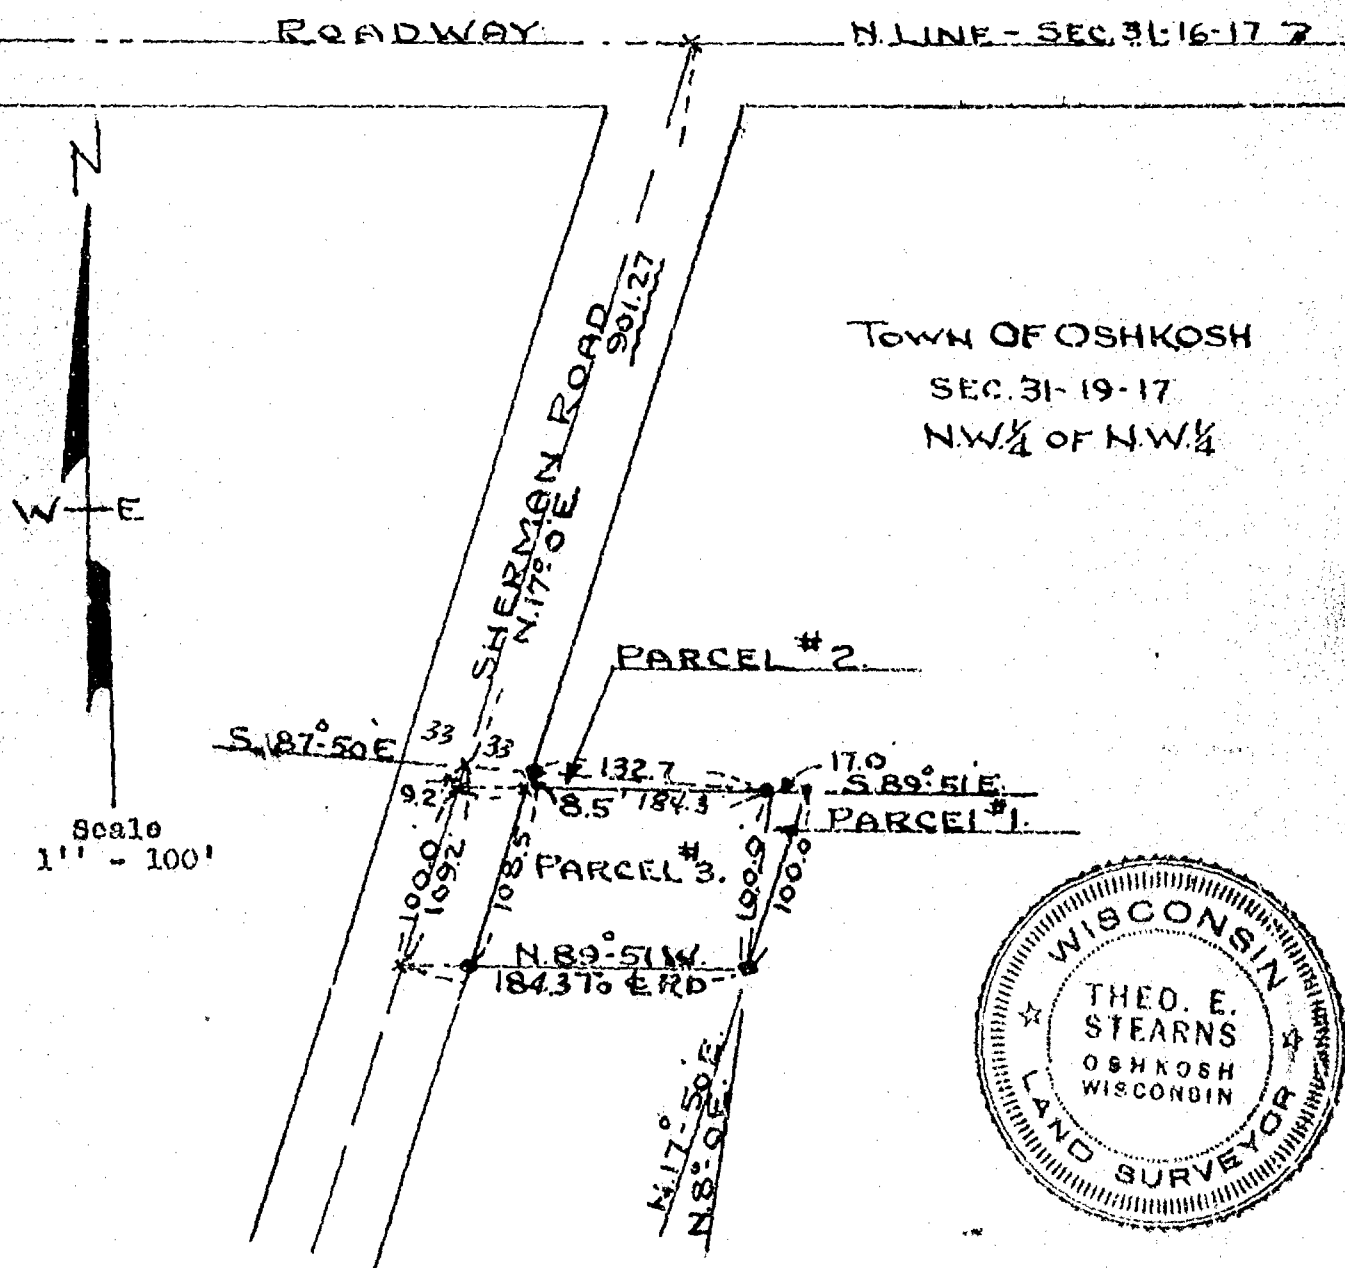 ROADWAY
N. LINE - SEC. 31-16-17
N
W E
Scale
1'' - 100'
TOWN OF OSHKOSH
SEC. 31-19-17
N.W.¼ OF N.W.¼
SHERMAN ROAD
901.27
N.17°-0'E.
PARCEL #2.
S.87°-50'E
33
33
132.7
17.0
S.89°-51'E.
9.2
8.5' 184.3
PARCEL #1.
100.0
109.2
108.5
PARCEL #3.
100.0
100.0
N.89°-51'W.
184.3 TO ℄ RD
N.17°-50'E.
N.8°-0'E.
WISCONSIN
THEO. E.
STEARNS
OSHKOSH
WISCONSIN
LAND SURVEYOR